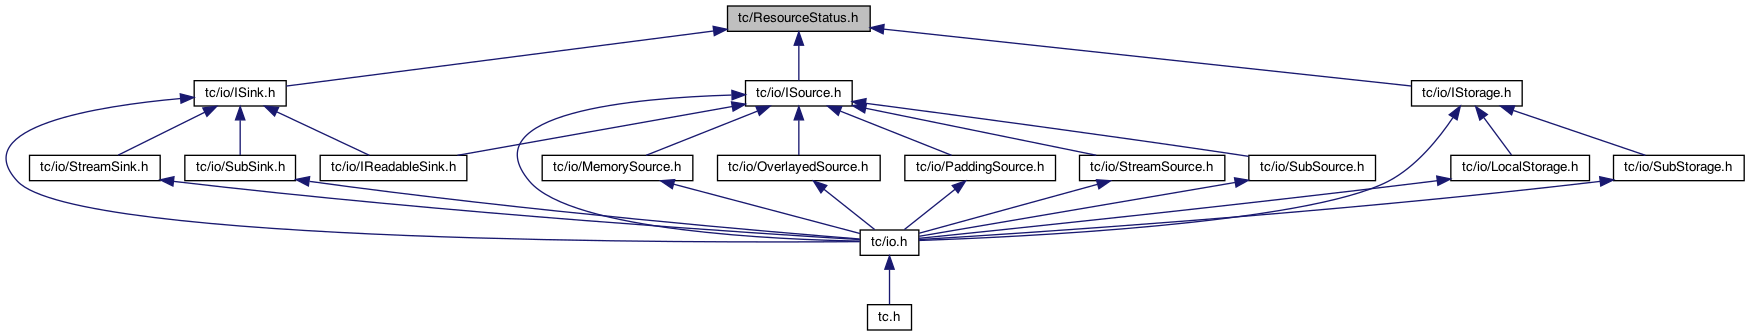 tc/ResourceStatus.h
tc/io/ISink.h
tc/io/ISource.h
tc/io/IStorage.h
tc/io/StreamSink.h
tc/io/SubSink.h
tc/io/IReadableSink.h
tc/io/MemorySource.h
tc/io/OverlayedSource.h
tc/io/PaddingSource.h
tc/io/StreamSource.h
tc/io/SubSource.h
tc/io/LocalStorage.h
tc/io/SubStorage.h
tc/io.h
tc.h